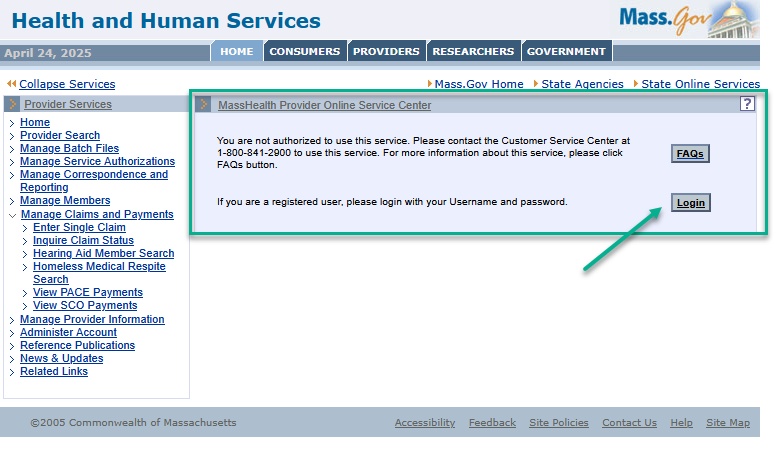 Health and Human Services
Mass.Gov
April 24, 2025
HOME CONSUMERS PROVIDERS RESEARCHERS GOVERNMENT
Collapse Services
Mass.Gov Home State Agencies State Online Services
Provider Services
Home
Provider Search
Manage Batch Files
Manage Service Authorizations
Manage Correspondence and
Reporting
Manage Members
Manage Claims and Payments
Enter Single Claim
Inquire Claim Status
Hearing Aid Member Search
Homeless Medical Respite
Search
View PACE Payments
View SCO Payments
Manage Provider Information
Administer Account
Reference Publications
News & Updates
Related Links
MassHealth Provider Online Service Center
?
You are not authorized to use this service. Please contact the Customer Service Center at
1-800-841-2900 to use this service. For more information about this service, please click
FAQs button.
FAQs
If you are a registered user, please login with your Username and password.
Login
©2005 Commonwealth of Massachusetts
Accessibility Feedback Site Policies Contact Us Help Site Map